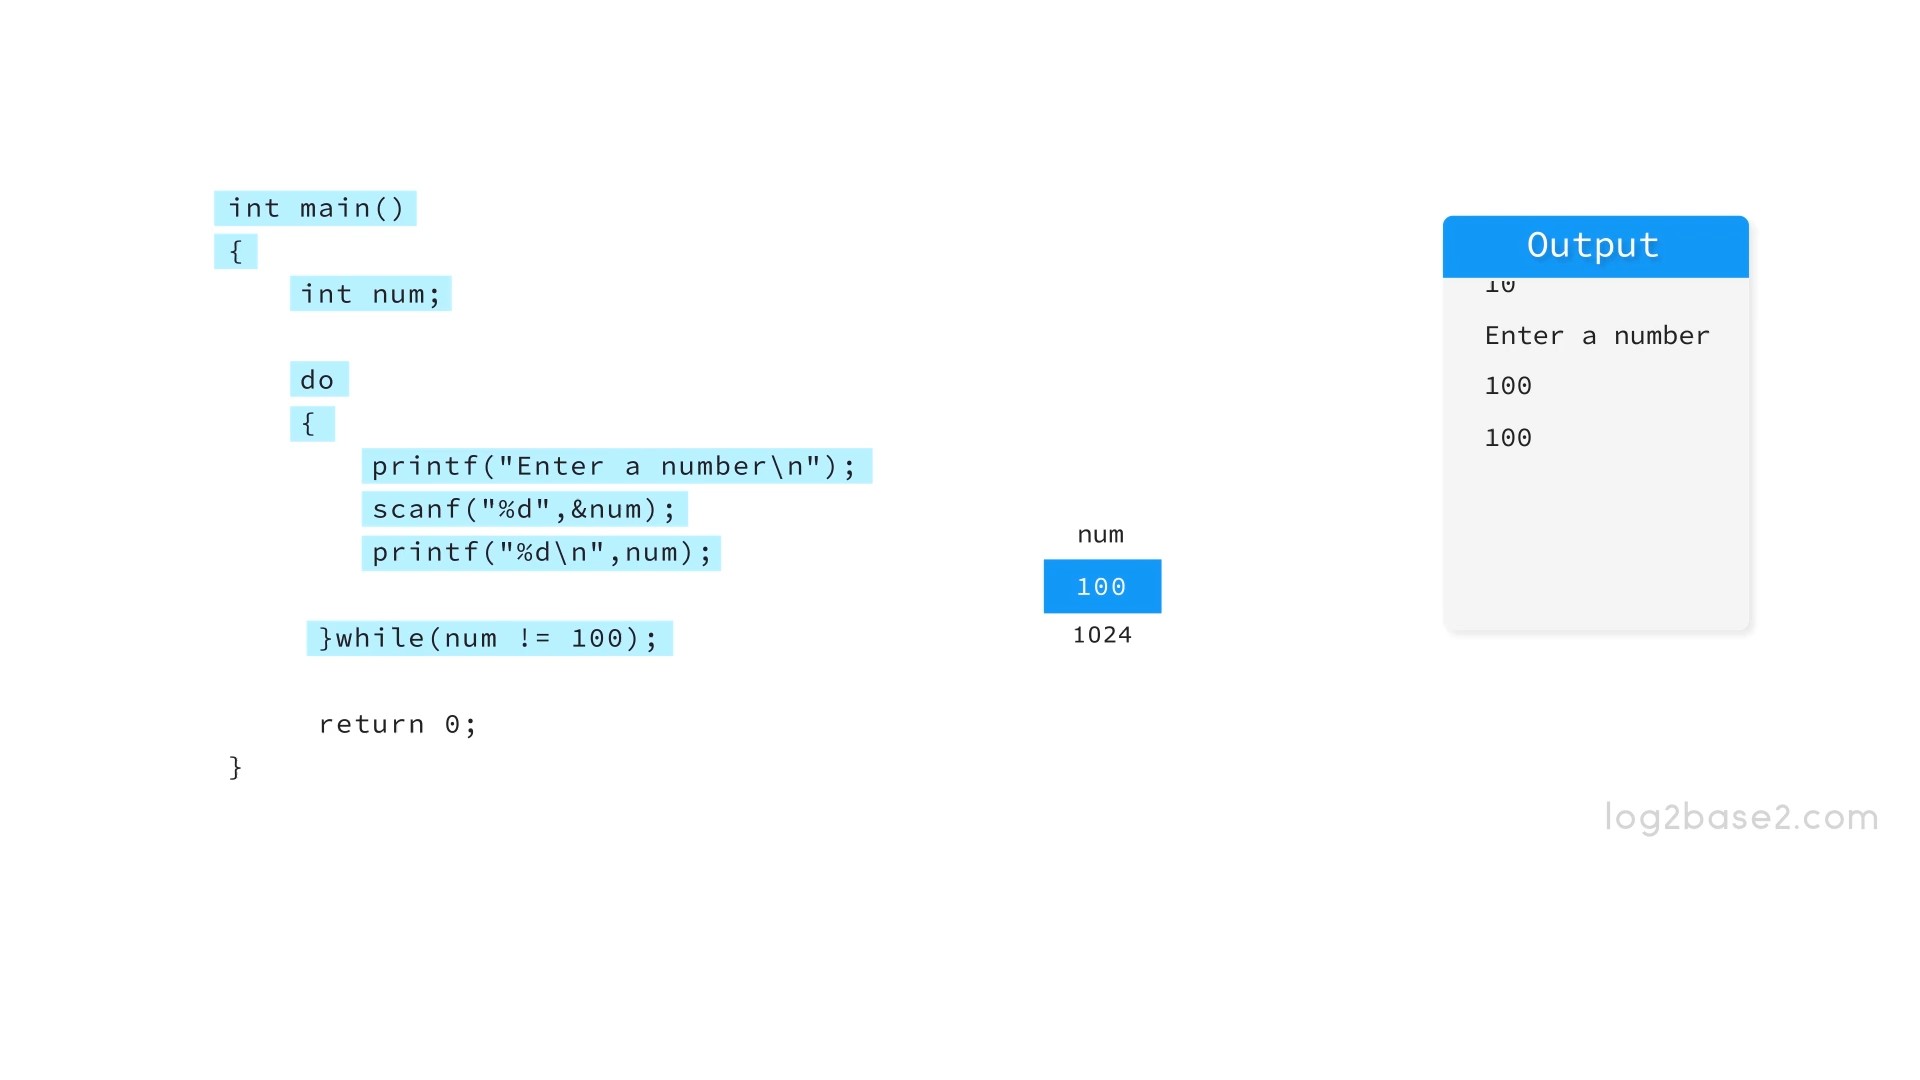 int main()
{
int num;
do
{
printf("Enter a number\n");
scanf("%d",&num);
printf("%d\n",num);
}while(num != 100);
return 0;
}
num
100
1024
Output
10
Enter a number
100
100
log2base2.com